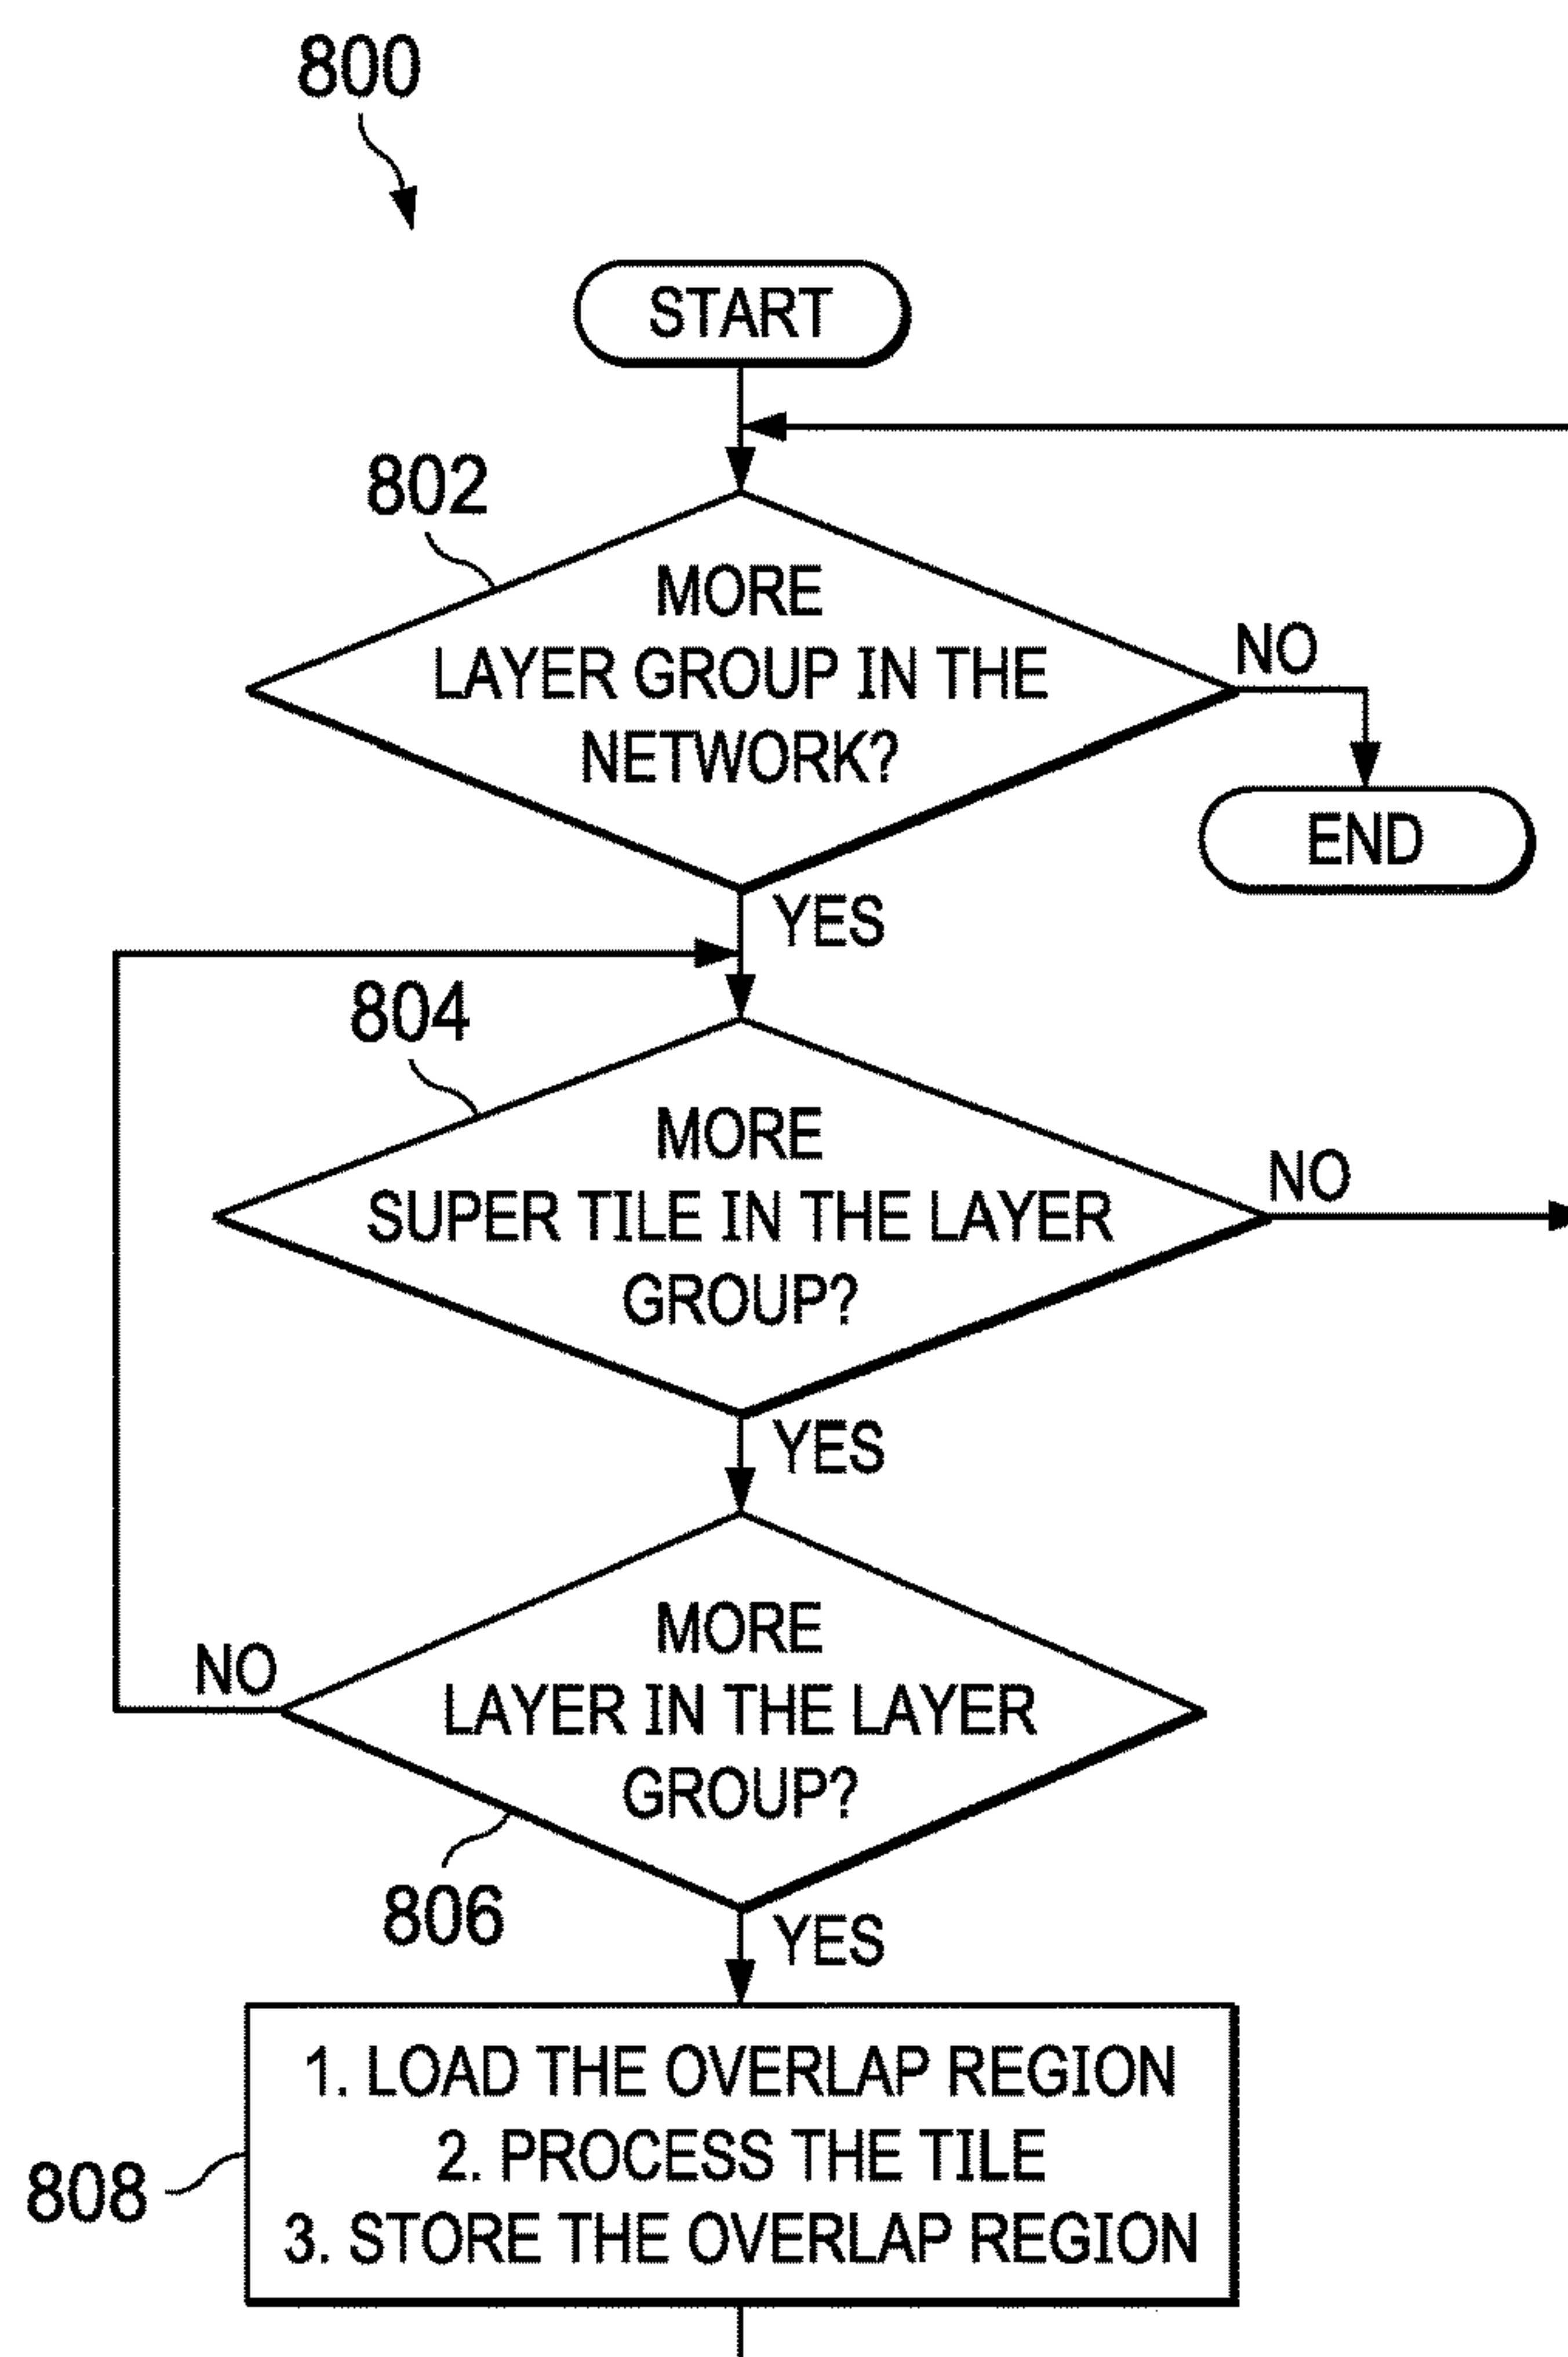 800
START
802
MORE
LAYER GROUP IN THE
NETWORK?
NO
END
YES
804
MORE
SUPER TILE IN THE LAYER
GROUP?
NO
YES
MORE
LAYER IN THE LAYER
GROUP?
NO
806
YES
1. LOAD THE OVERLAP REGION
2. PROCESS THE TILE
3. STORE THE OVERLAP REGION
808